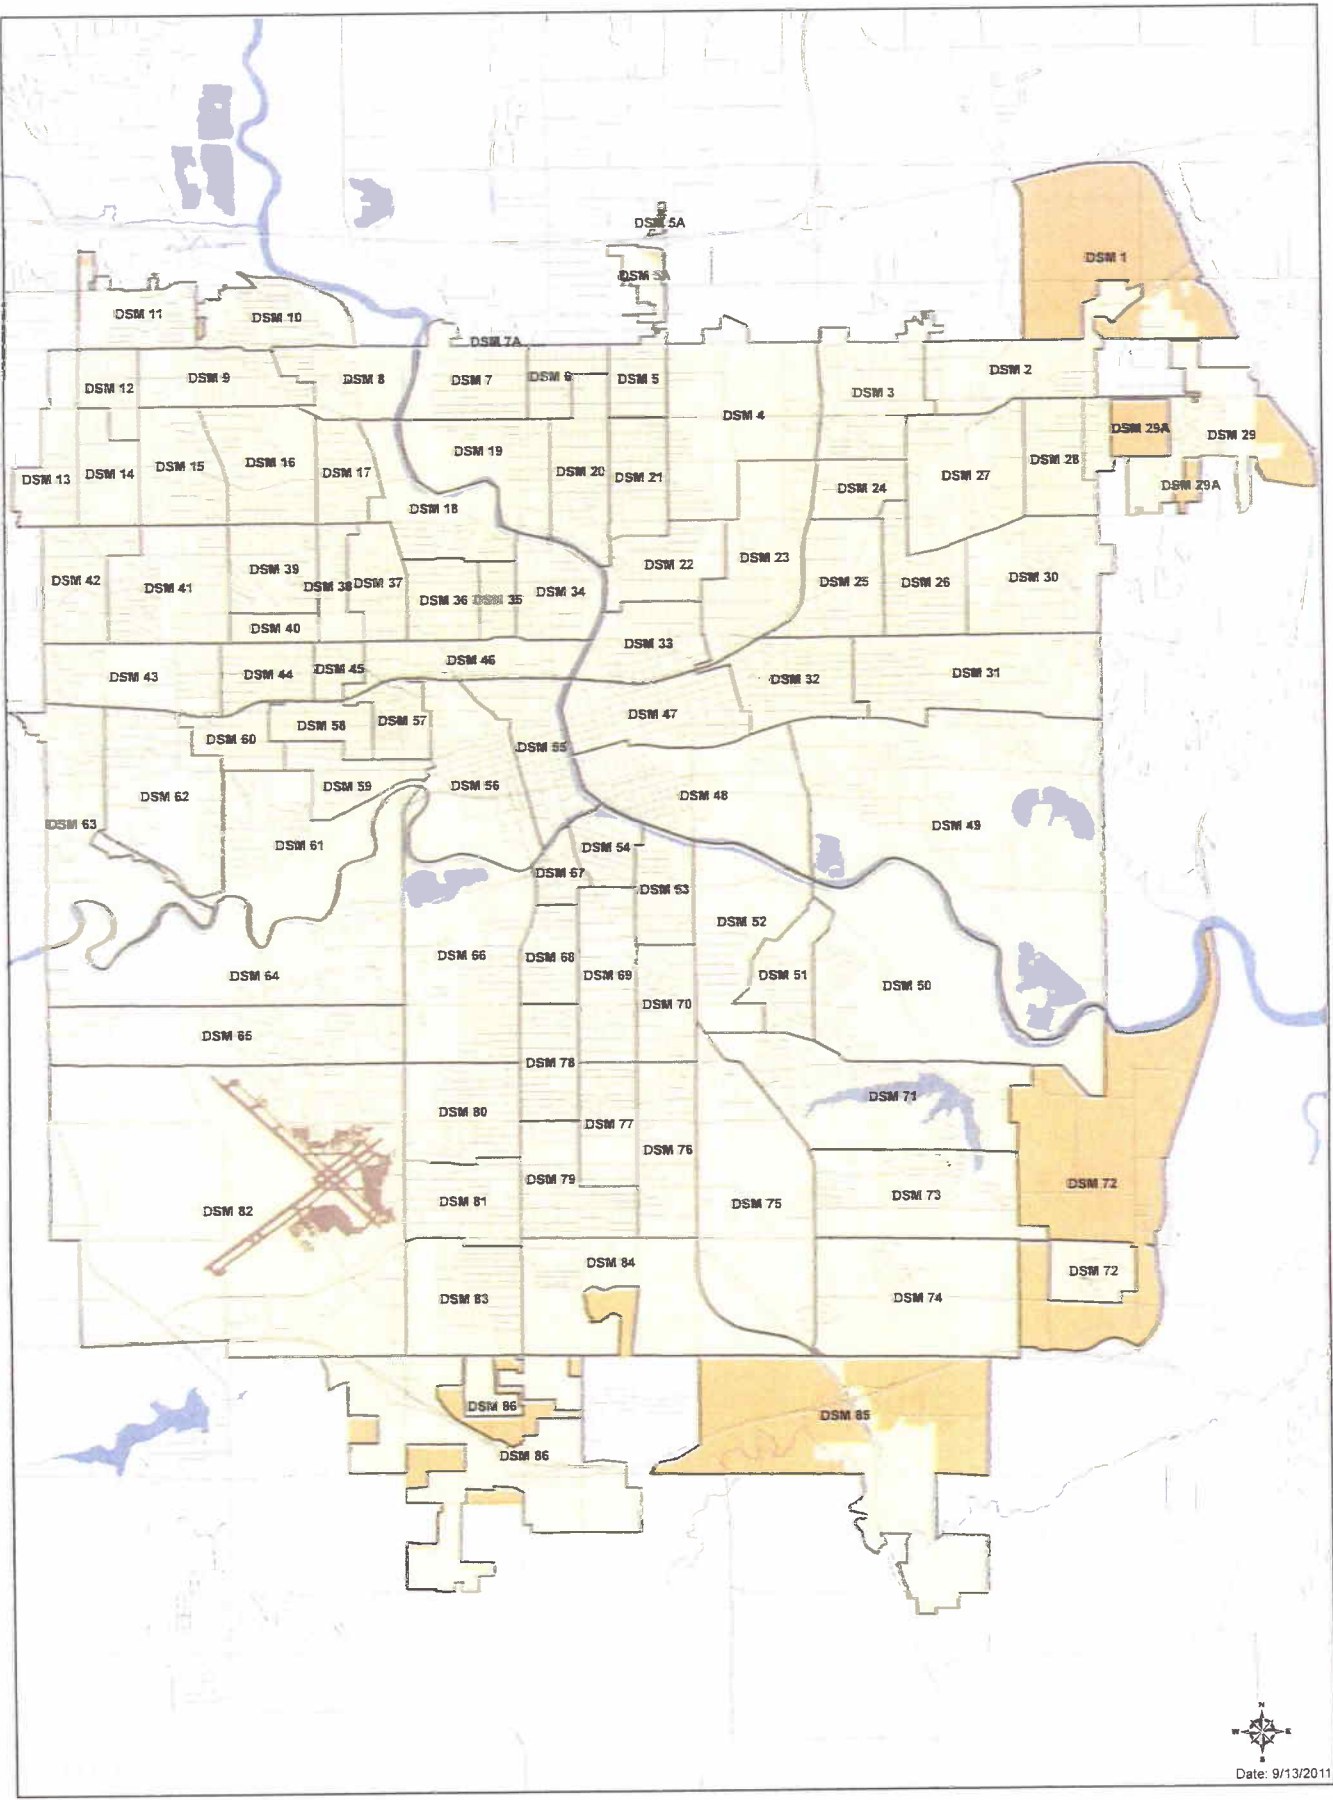 DSM 5A
DSM 5A
DSM 1
DSM 11
DSM 10
DSM 7A
DSM 12
DSM 9
DSM 8
DSM 7
DSM 6
DSM 5
DSM 4
DSM 3
DSM 2
DSM 13
DSM 14
DSM 15
DSM 16
DSM 17
DSM 18
DSM 19
DSM 20
DSM 21
DSM 24
DSM 27
DSM 28
DSM 29A
DSM 29
DSM 29A
DSM 42
DSM 41
DSM 39
DSM 38
DSM 37
DSM 36
DSM 35
DSM 34
DSM 22
DSM 23
DSM 25
DSM 26
DSM 30
DSM 40
DSM 33
DSM 43
DSM 44
DSM 45
DSM 46
DSM 32
DSM 31
DSM 60
DSM 58
DSM 57
DSM 55
DSM 47
DSM 63
DSM 62
DSM 61
DSM 59
DSM 56
DSM 48
DSM 49
DSM 54
DSM 67
DSM 53
DSM 52
DSM 64
DSM 66
DSM 68
DSM 69
DSM 70
DSM 51
DSM 50
DSM 65
DSM 78
DSM 80
DSM 77
DSM 71
DSM 82
DSM 81
DSM 79
DSM 76
DSM 75
DSM 73
DSM 72
DSM 83
DSM 84
DSM 74
DSM 72
DSM 86
DSM 85
DSM 86
N
W
E
S
Date: 9/13/2011